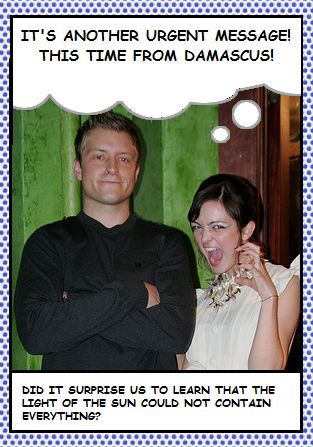 IT'S ANOTHER URGENT MESSAGE!
THIS TIME FROM DAMASCUS!
DID IT SURPRISE US TO LEARN THAT THE
LIGHT OF THE SUN COULD NOT CONTAIN
EVERYTHING?